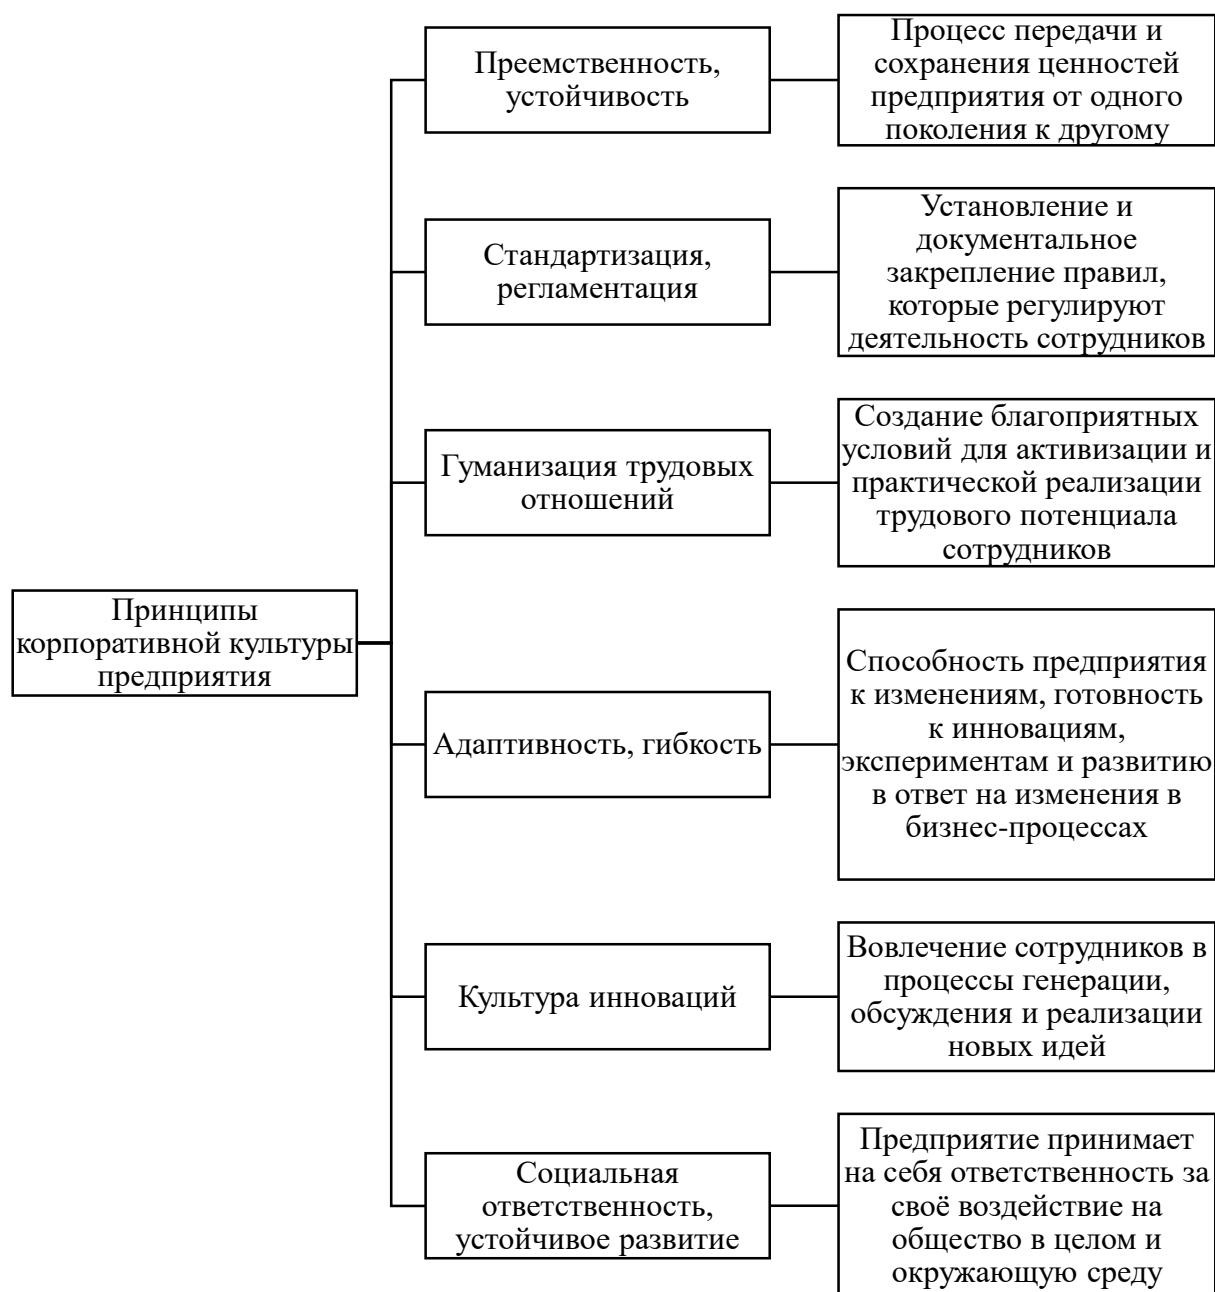 Принципы
корпоративной культуры
предприятия
Преемственность,
устойчивость
Процесс передачи и
сохранения ценностей
предприятия от одного
поколения к другому
Стандартизация,
регламентация
Установление и
документальное
закрепление правил,
которые регулируют
деятельность сотрудников
Гуманизация трудовых
отношений
Создание благоприятных
условий для активизации и
практической реализации
трудового потенциала
сотрудников
Адаптивность, гибкость
Способность предприятия
к изменениям, готовность
к инновациям,
экспериментам и развитию
в ответ на изменения в
бизнес-процессах
Культура инноваций
Вовлечение сотрудников в
процессы генерации,
обсуждения и реализации
новых идей
Социальная
ответственность,
устойчивое развитие
Предприятие принимает
на себя ответственность за
своё воздействие на
общество в целом и
окружающую среду